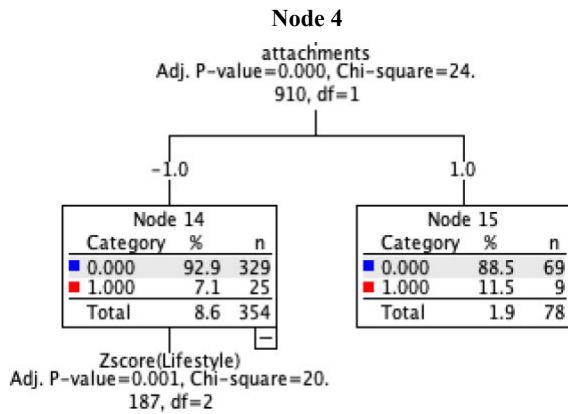 Node 4
attachments
Adj. P-value=0.000, Chi-square=24.
910, df=1
-1.0
1.0
Node 14
Category % n
0.000 92.9 329
1.000 7.1 25
Total 8.6 354
Node 15
Category % n
0.000 88.5 69
1.000 11.5 9
Total 1.9 78
Zscore(Lifestyle)
Adj. P-value=0.001, Chi-square=20.
187, df=2